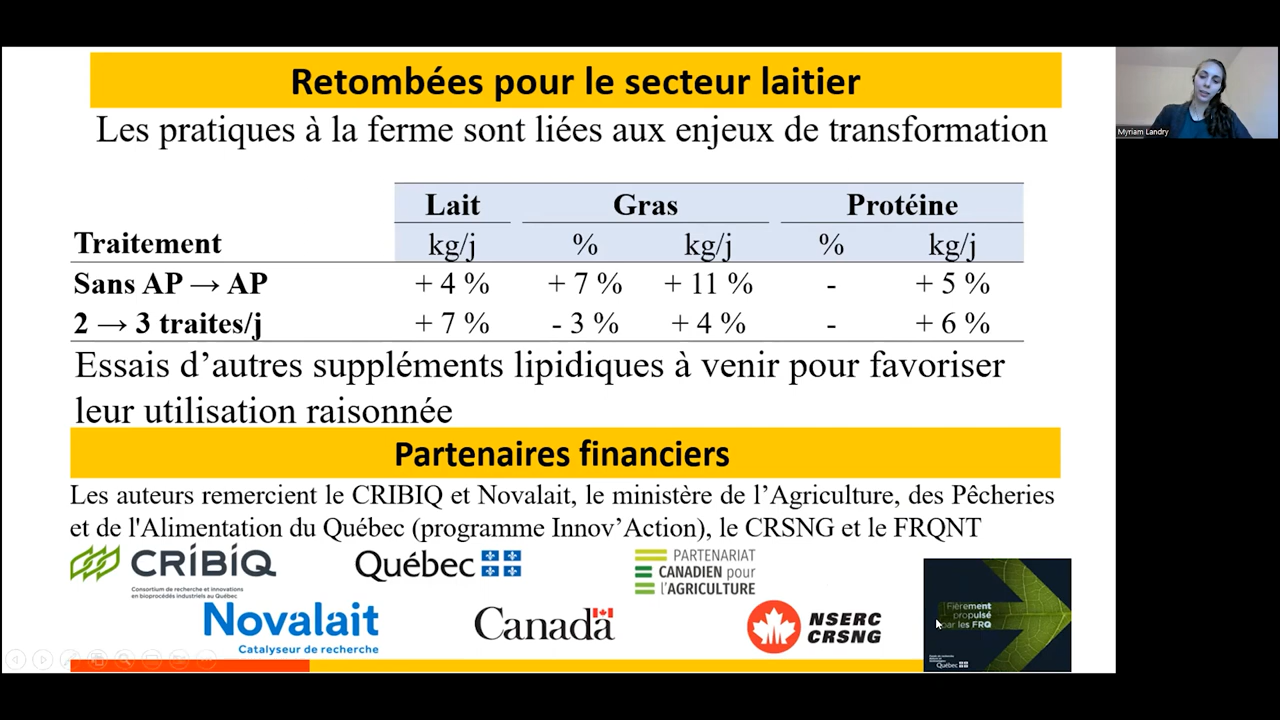 Retombées pour le secteur laitier
Les pratiques à la ferme sont liées aux enjeux de transformation
Lait Gras Protéine
Traitement kg/j % kg/j % kg/j
Sans AP → AP + 4 % + 7 % + 11 % - + 5 %
2 → 3 traites/j + 7 % - 3 % + 4 % - + 6 %
Essais d’autres suppléments lipidiques à venir pour favoriser
leur utilisation raisonnée
Partenaires financiers
Les auteurs remercient le CRIBIQ et Novalait, le ministère de l’Agriculture, des Pêcheries
et de l'Alimentation du Québec (programme Innov’Action), le CRSNG et le FRQNT
CRIBIQ
Consortium de recherche et innovations
en bioprocédés industriels au Québec
Québec
PARTENARIAT
CANADIEN pour
l’AGRICULTURE
Novalait
Catalyseur de recherche
Canada
NSERC
CRSNG
Fièrement
propulsé
par les FRQ
Québec
Myriam Landry